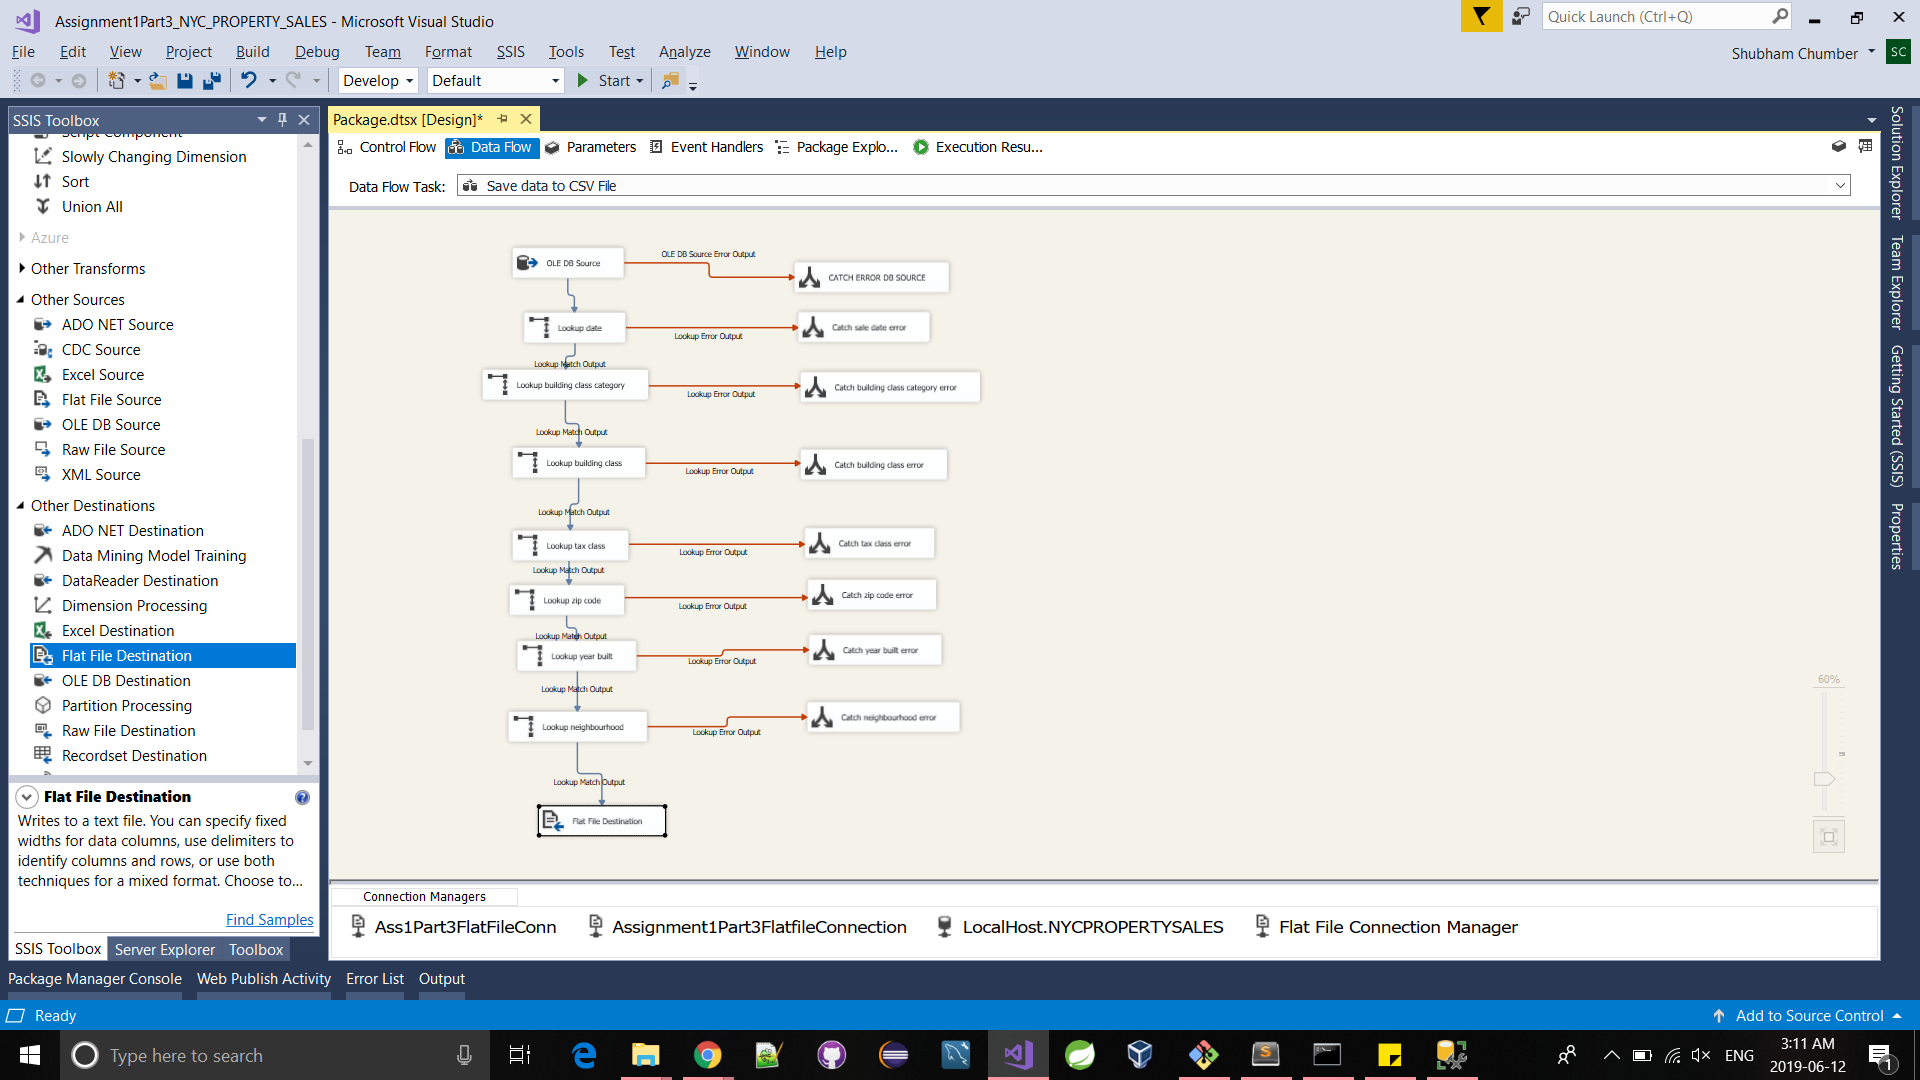 Assignment1Part3_NYC_PROPERTY_SALES - Microsoft Visual Studio
Quick Launch (Ctrl+Q)
File Edit View Project Build Debug Team Format SSIS Tools Test Analyze Window Help
Shubham Chumber SC
Develop Default Start
SSIS Toolbox
Script Component
Slowly Changing Dimension
Sort
Union All
Azure
Other Transforms
Other Sources
ADO NET Source
CDC Source
Excel Source
Flat File Source
OLE DB Source
Raw File Source
XML Source
Other Destinations
ADO NET Destination
Data Mining Model Training
DataReader Destination
Dimension Processing
Excel Destination
Flat File Destination
OLE DB Destination
Partition Processing
Raw File Destination
Recordset Destination
Flat File Destination
Writes to a text file. You can specify fixed
widths for data columns, use delimiters to
identify columns and rows, or use both
techniques for a mixed format. Choose to...
Find Samples
SSIS Toolbox Server Explorer Toolbox
Package.dtsx [Design]*
Control Flow Data Flow Parameters Event Handlers Package Explo... Execution Resu...
Data Flow Task: Save data to CSV File
OLE DB Source
OLE DB Source Error Output
CATCH ERROR DB SOURCE
Lookup date
Lookup Error Output
Catch sale date error
Lookup Match Output
Lookup building class category
Lookup Error Output
Catch building class category error
Lookup Match Output
Lookup building class
Lookup Error Output
Catch building class error
Lookup Match Output
Lookup tax class
Lookup Error Output
Catch tax class error
Lookup Match Output
Lookup zip code
Lookup Error Output
Catch zip code error
Lookup Match Output
Lookup year built
Lookup Error Output
Catch year built error
Lookup Match Output
Lookup neighbourhood
Lookup Error Output
Catch neighbourhood error
Lookup Match Output
Flat File Destination
60%
Connection Managers
Ass1Part3FlatFileConn Assignment1Part3FlatfileConnection LocalHost.NYCPROPERTYSALES Flat File Connection Manager
Solution Explorer
Team Explorer
Getting Started (SSIS)
Properties
Package Manager Console Web Publish Activity Error List Output
Ready
Add to Source Control
Type here to search
ENG
3:11 AM
2019-06-12
1